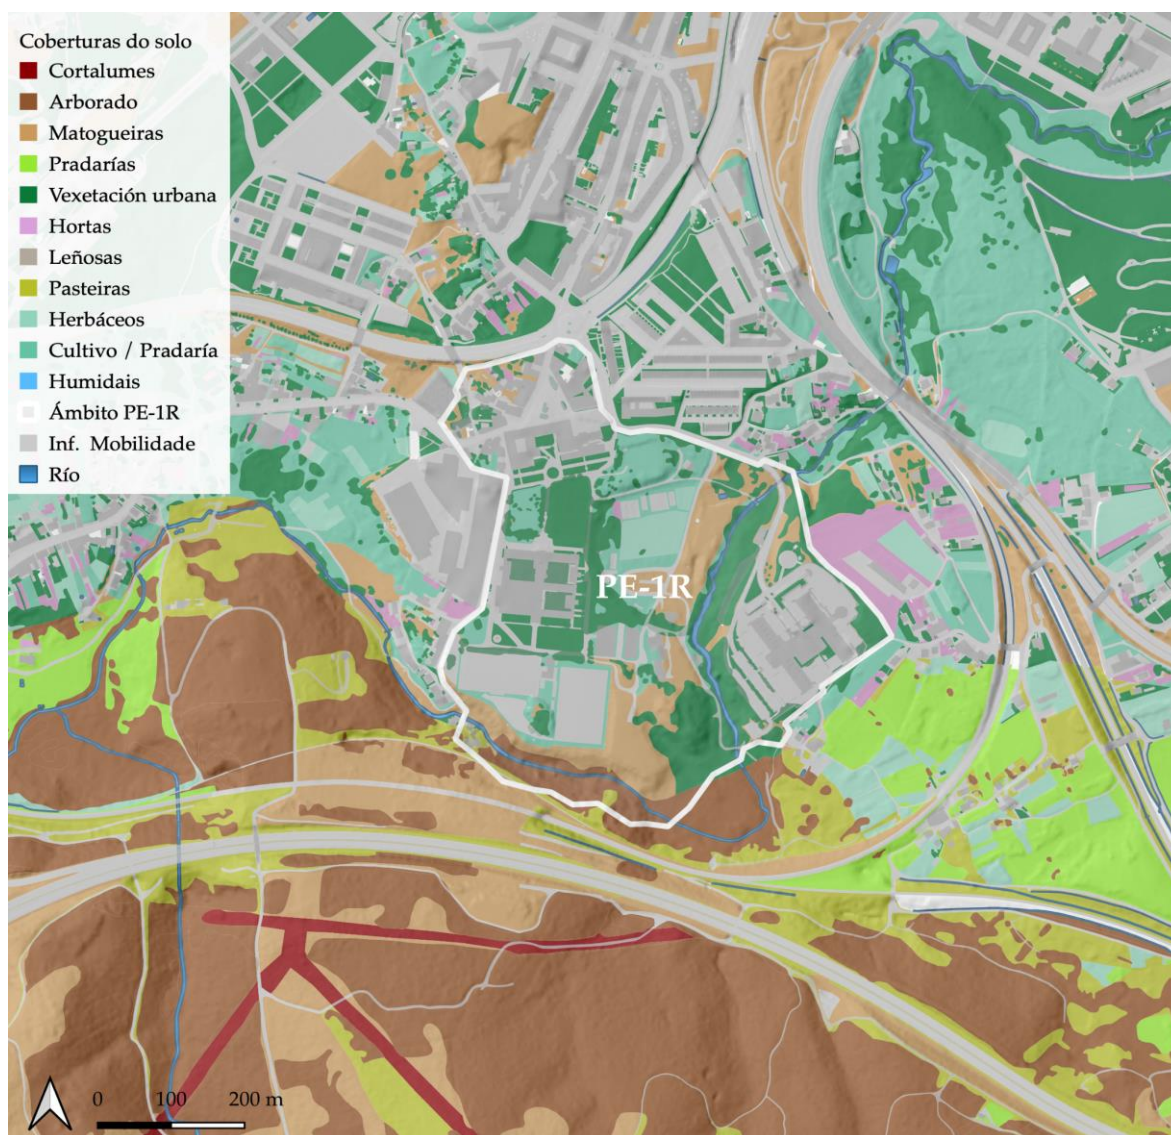 Coberturas do solo
Cortalumes
Arborado
Matogueiras
Pradarías
Vexetación urbana
Hortas
Leñosas
Pasteiras
Herbáceos
Cultivo / Pradaría
Humidais
Ámbito PE-1R
Inf. Mobilidade
Río
PE-1R
0 100 200 m